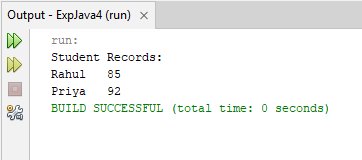 Output - ExpJava4 (run)
run:
Student Records:
Rahul 85
Priya 92
BUILD SUCCESSFUL (total time: 0 seconds)